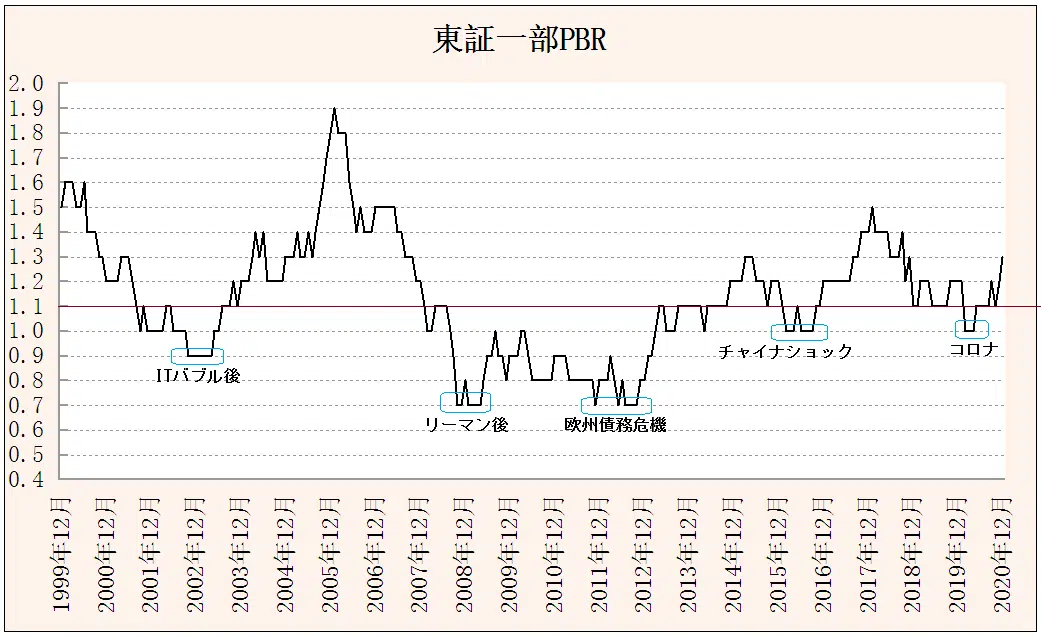 東証一部PBR
2.0
1.9
1.8
1.7
1.6
1.5
1.4
1.3
1.2
1.1
1.0
0.9
0.8
0.7
0.6
0.5
0.4
ITバブル後
リーマン後
欧州債務危機
チャイナショック
コロナ
1999年12月
2000年12月
2001年12月
2002年12月
2003年12月
2004年12月
2005年12月
2006年12月
2007年12月
2008年12月
2009年12月
2010年12月
2011年12月
2012年12月
2013年12月
2014年12月
2015年12月
2016年12月
2017年12月
2018年12月
2019年12月
2020年12月